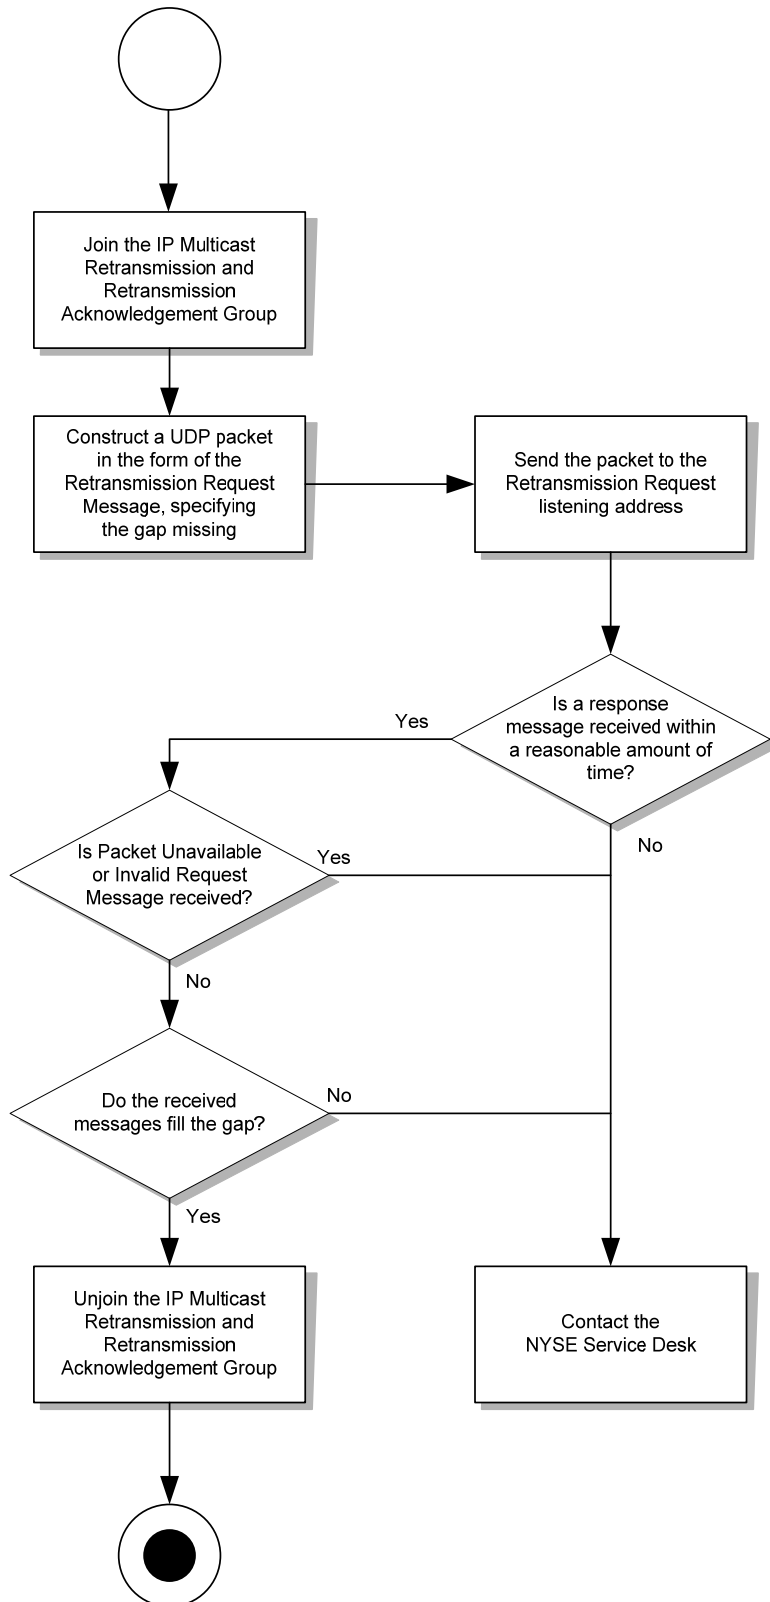 Join the IP Multicast
Retransmission and
Retransmission
Acknowledgement Group
Construct a UDP packet
in the form of the
Retransmission Request
Message, specifying
the gap missing
Send the packet to the
Retransmission Request
listening address
Is a response
message received within
a reasonable amount of
time?
Yes
No
Is Packet Unavailable
or Invalid Request
Message received?
Yes
No
Do the received
messages fill the gap?
No
Yes
Unjoin the IP Multicast
Retransmission and
Retransmission
Acknowledgement Group
Contact the
NYSE Service Desk